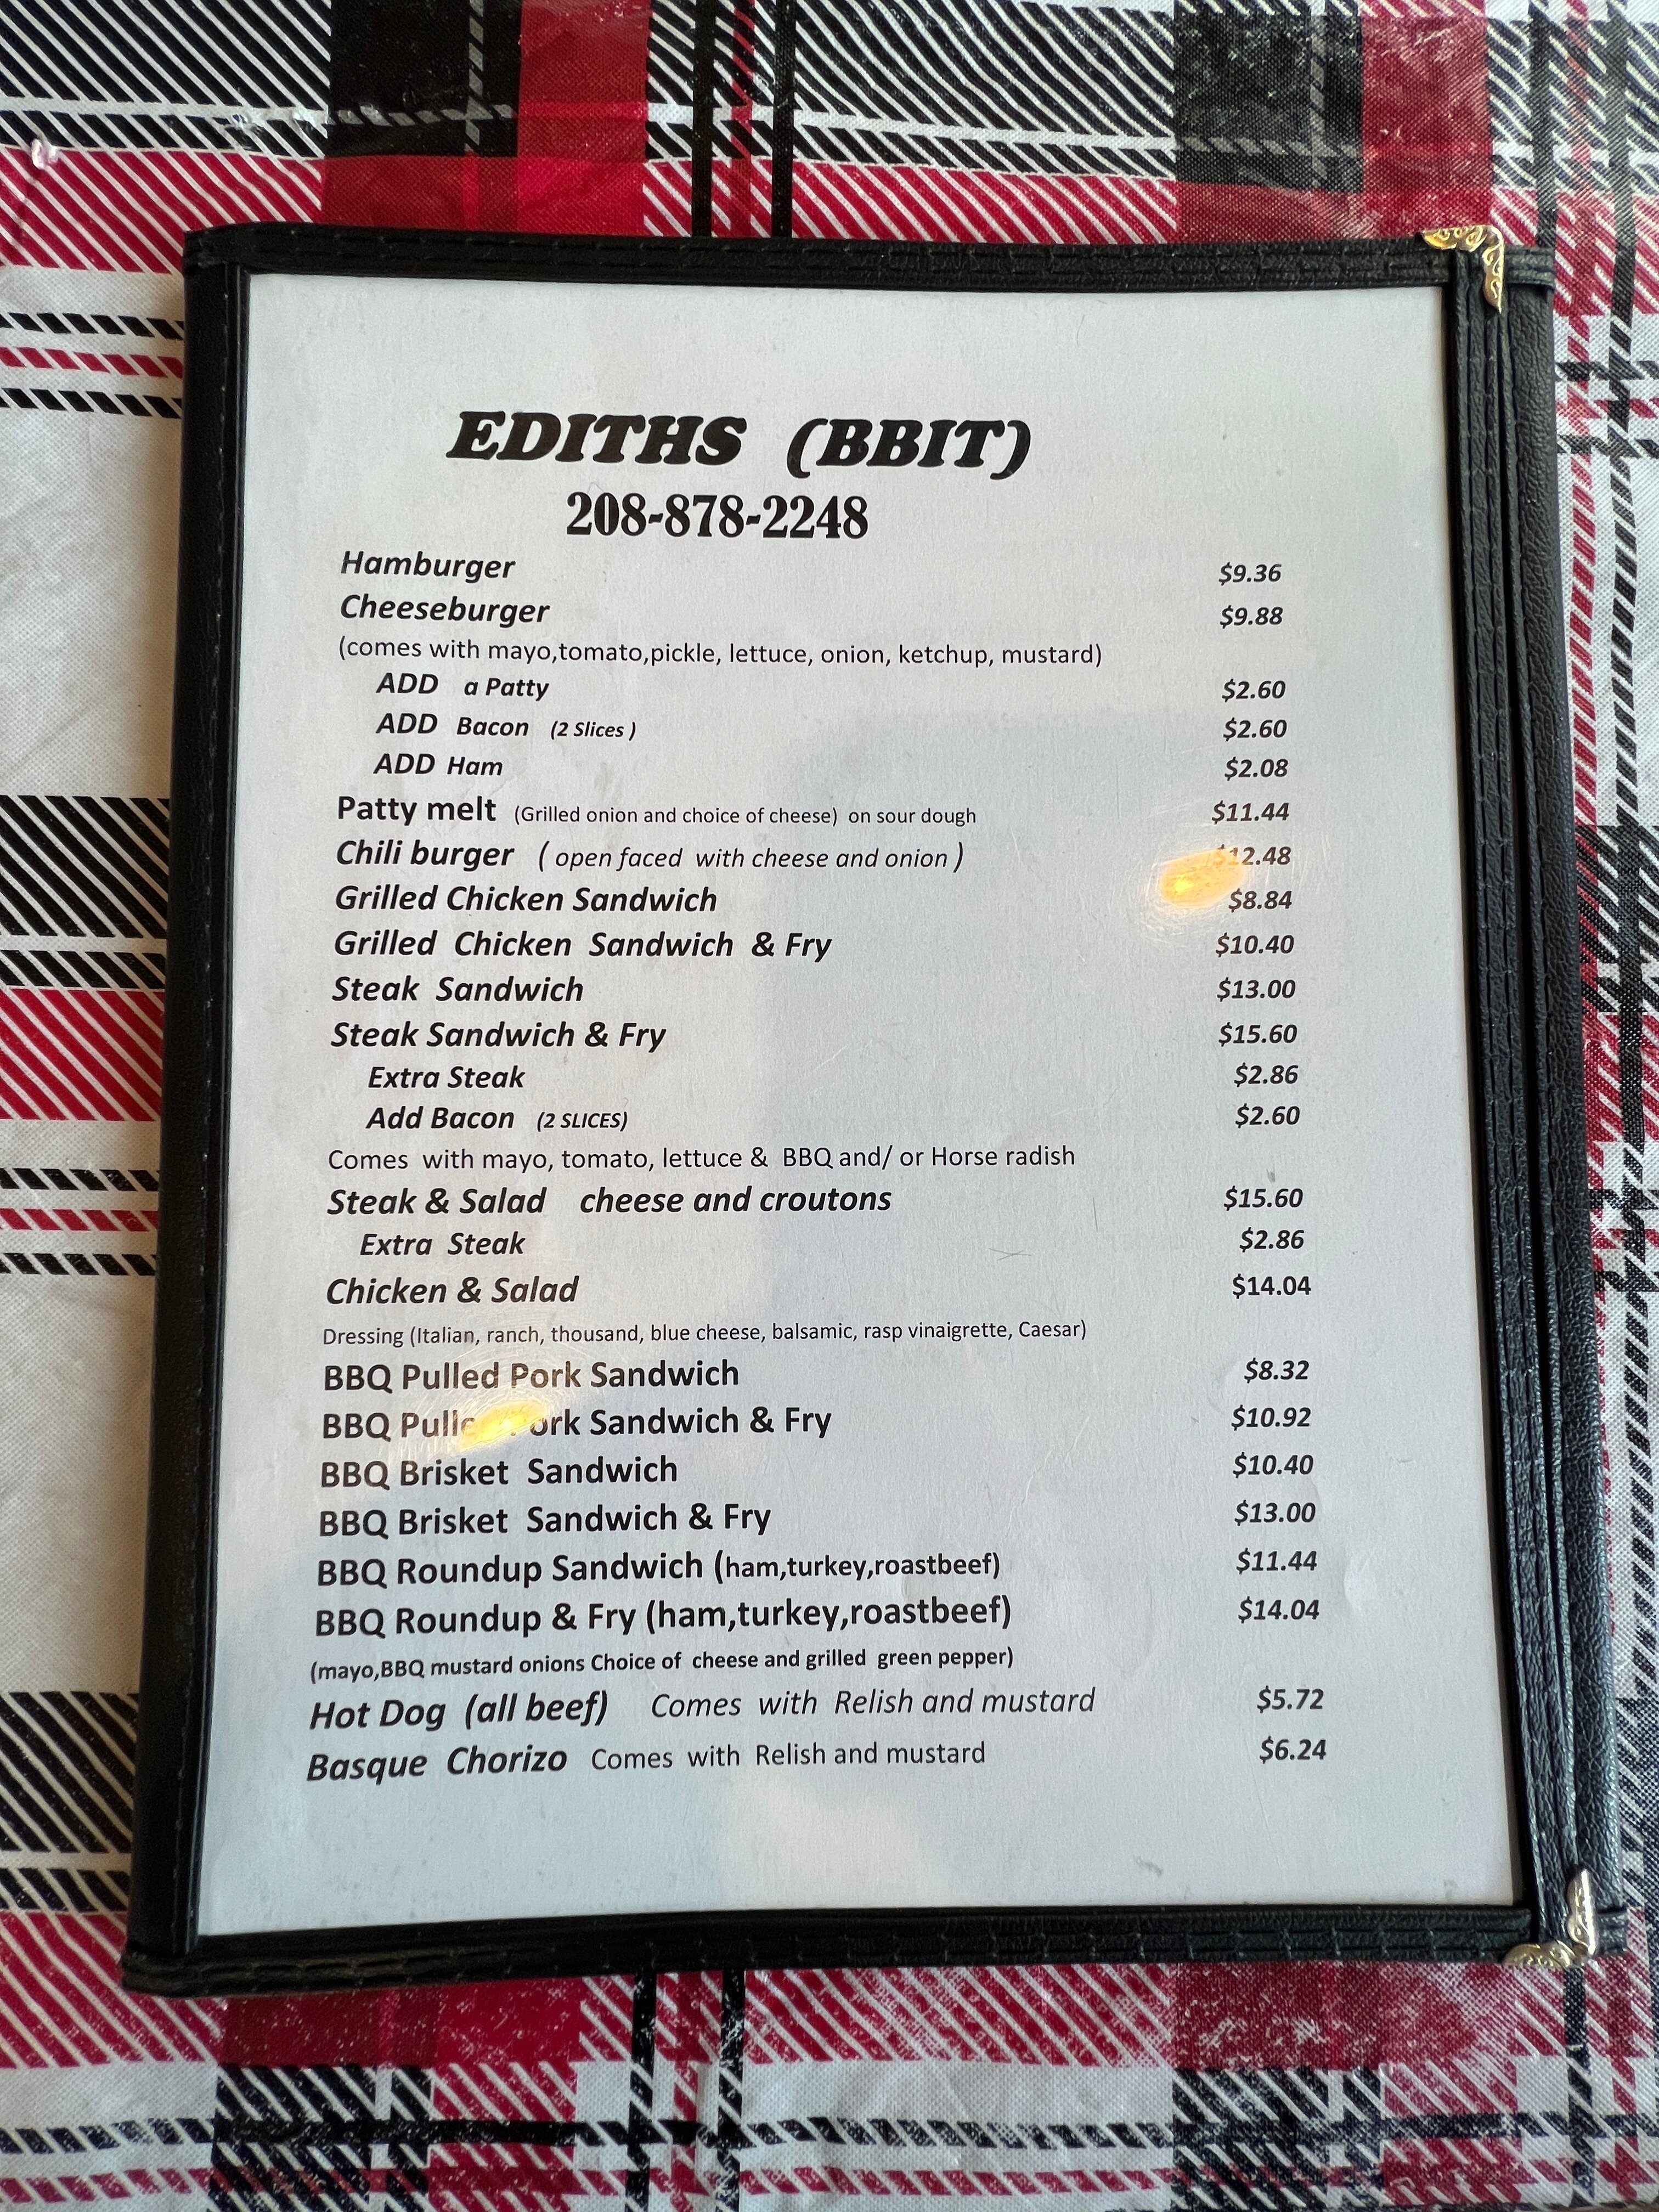 EDITHS (BBIT)
208-878-2248
Hamburger $9.36
Cheeseburger $9.88
(comes with mayo,tomato,pickle, lettuce, onion, ketchup, mustard)
ADD a Patty $2.60
ADD Bacon (2 Slices ) $2.60
ADD Ham $2.08
Patty melt (Grilled onion and choice of cheese) on sour dough $11.44
Chili burger ( open faced with cheese and onion ) $12.48
Grilled Chicken Sandwich $8.84
Grilled Chicken Sandwich & Fry $10.40
Steak Sandwich $13.00
Steak Sandwich & Fry $15.60
Extra Steak $2.86
Add Bacon (2 SLICES) $2.60
Comes with mayo, tomato, lettuce & BBQ and/ or Horse radish
Steak & Salad cheese and croutons $15.60
Extra Steak $2.86
Chicken & Salad $14.04
Dressing (Italian, ranch, thousand, blue cheese, balsamic, rasp vinaigrette, Caesar)
BBQ Pulled Pork Sandwich $8.32
BBQ Pulled Pork Sandwich & Fry $10.92
BBQ Brisket Sandwich $10.40
BBQ Brisket Sandwich & Fry $13.00
BBQ Roundup Sandwich (ham,turkey,roastbeef) $11.44
BBQ Roundup & Fry (ham,turkey,roastbeef) $14.04
(mayo,BBQ mustard onions Choice of cheese and grilled green pepper)
Hot Dog (all beef) Comes with Relish and mustard $5.72
Basque Chorizo Comes with Relish and mustard $6.24